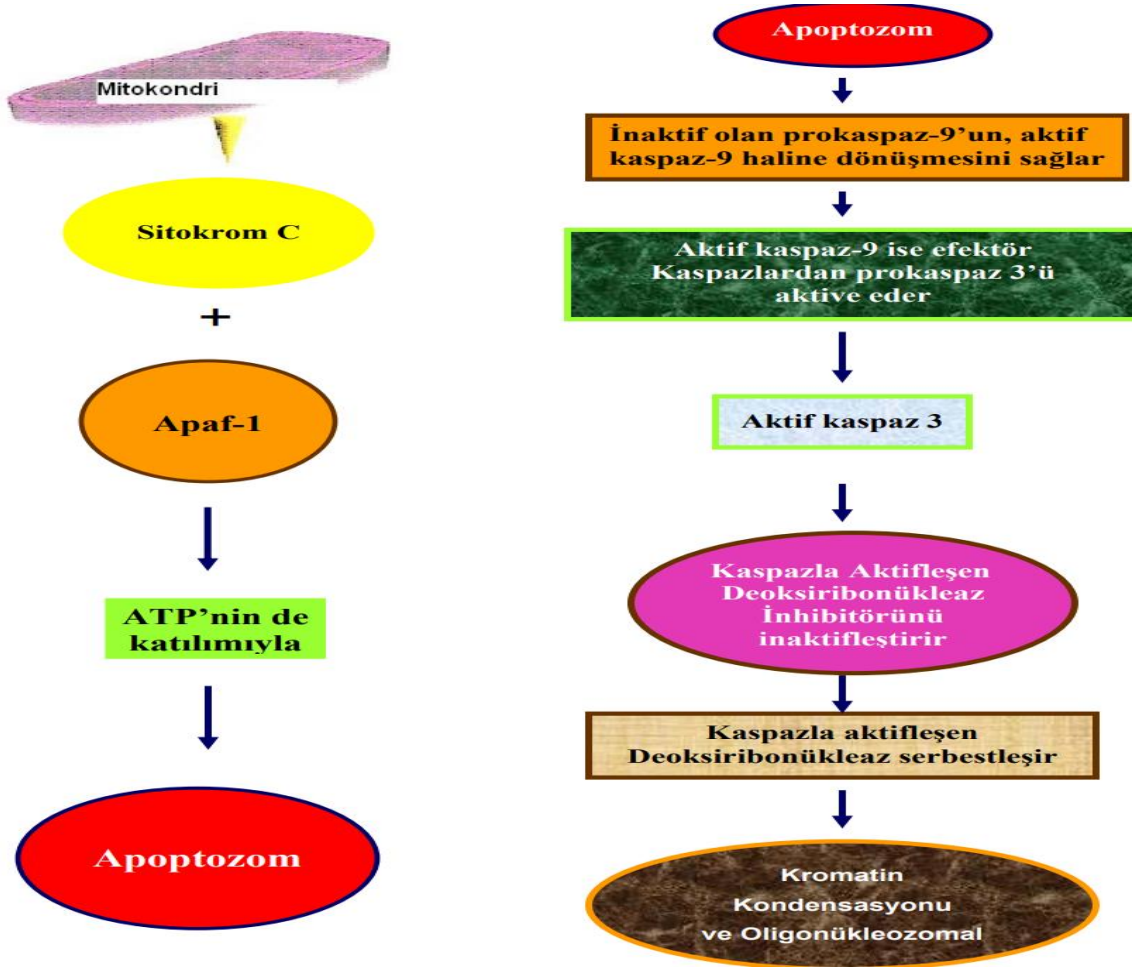 Mitokondri
Sitokrom C
+
Apaf-1
ATP’nin de
katılımıyla
Apoptozom
Apoptozom
İnaktif olan prokaspaz-9’un, aktif
kaspaz-9 haline dönüşmesini sağlar
Aktif kaspaz-9 ise efektör
Kaspazlardan prokaspaz 3’ü
aktive eder
Aktif kaspaz 3
Kaspazla Aktifleşen
Deoksiribonükleaz
İnhibitörünü
inaktifleştirir
Kaspazla aktifleşen
Deoksiribonükleaz serbestleşir
Kromatin
Kondensasyonu
ve Oligonükleozomal